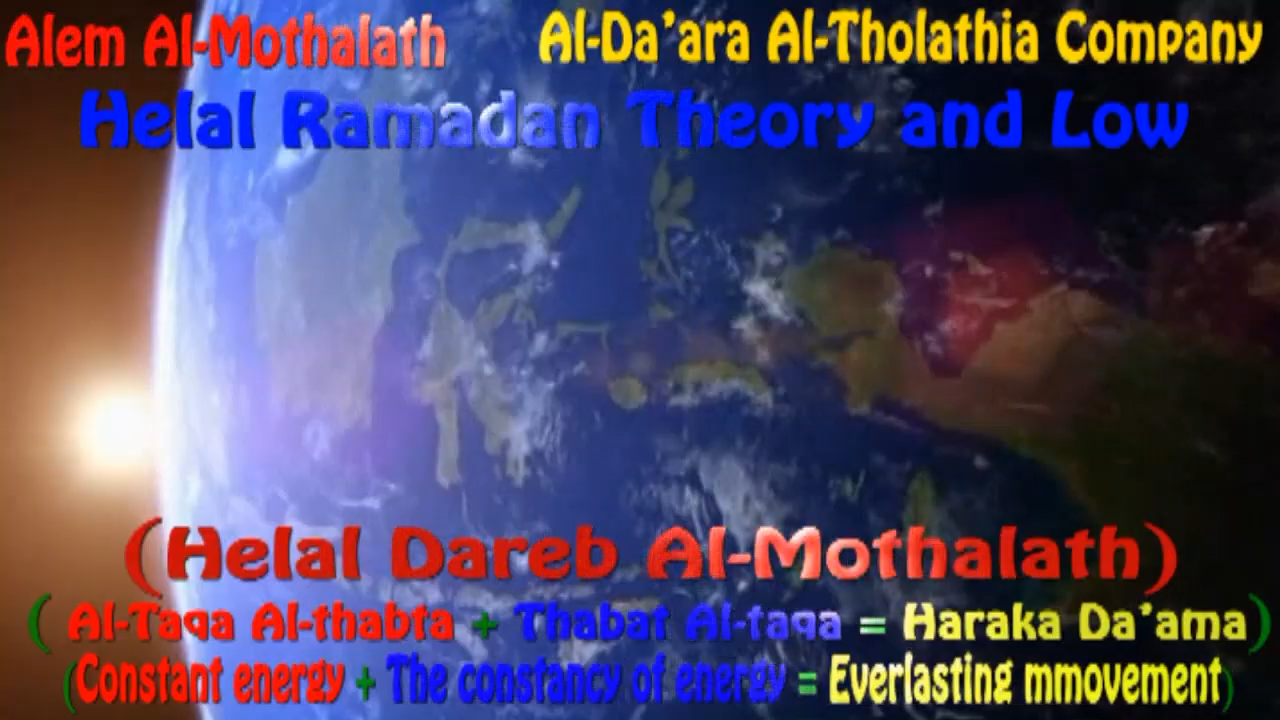 Alem Al-Mothalath Al-Da'ara Al-Tholathia Company
Helal Ramadan Theory and Low
(Helal Dareb Al-Mothalath)
( Al-Taqa Al-thabta + Thabat Al-taqa = Haraka Da'ama)
(Constant energy + The constancy of energy = Everlasting mmovement)